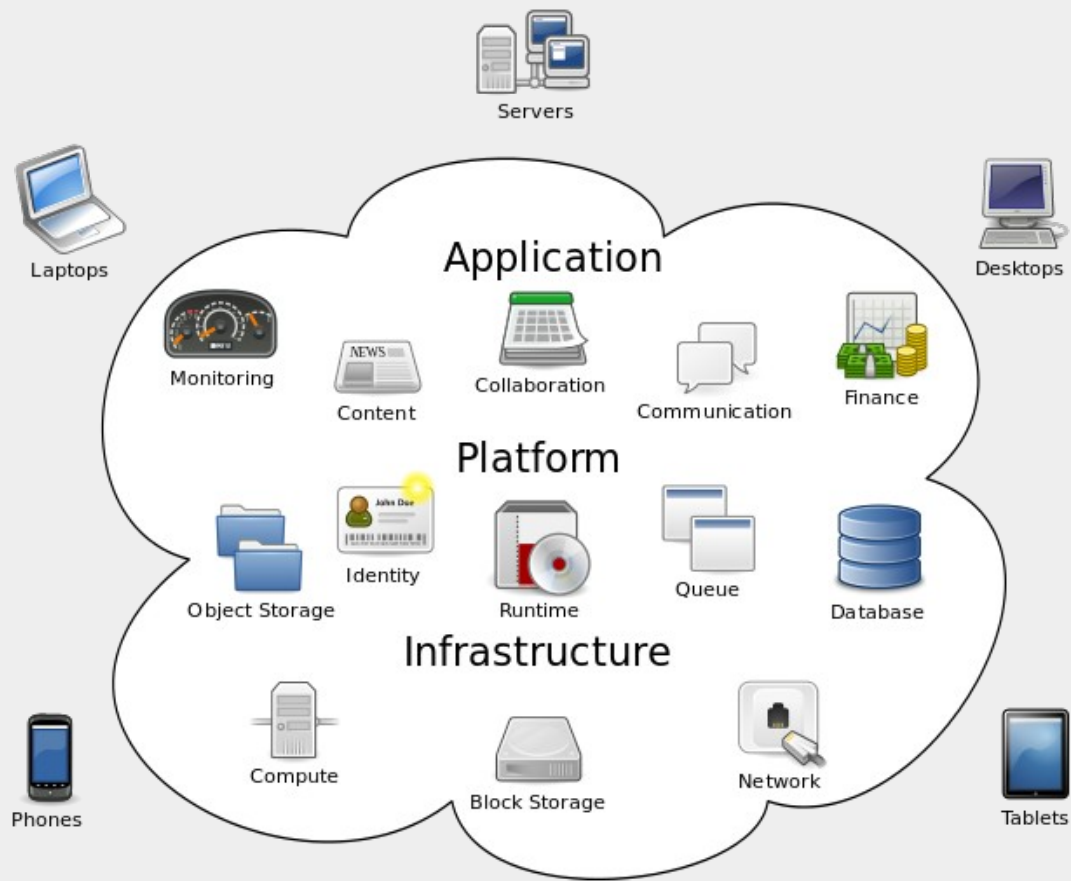 Servers
Laptops
Desktops
Application
Monitoring
NEWS
Content
Collaboration
Communication
Finance
Platform
John Doe
Object Storage
Identity
Runtime
Queue
Database
Infrastructure
Compute
Block Storage
Network
Phones
Tablets